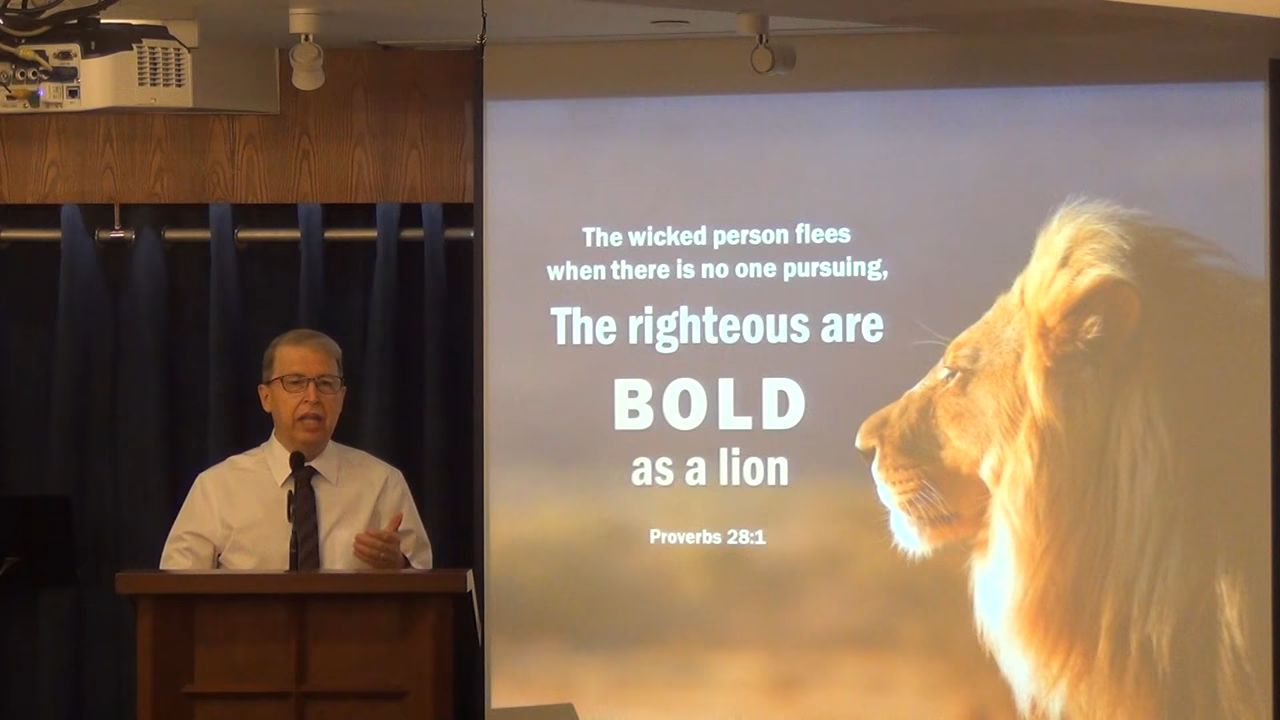 The wicked person flees
when there is no one pursuing,
The righteous are
BOLD
as a lion
Proverbs 28:1